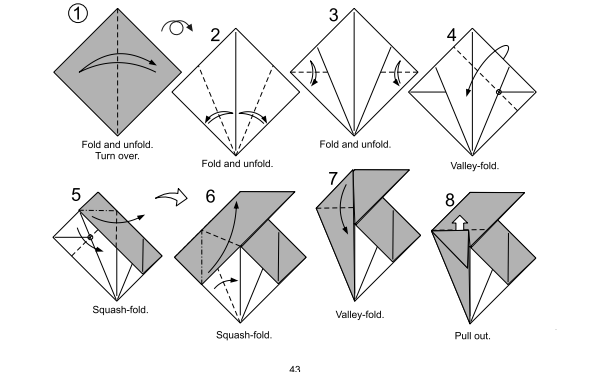 1
Fold and unfold.
Turn over.
2
Fold and unfold.
3
Fold and unfold.
4
Valley-fold.
5
Squash-fold.
6
Squash-fold.
7
Valley-fold.
8
Pull out.
43